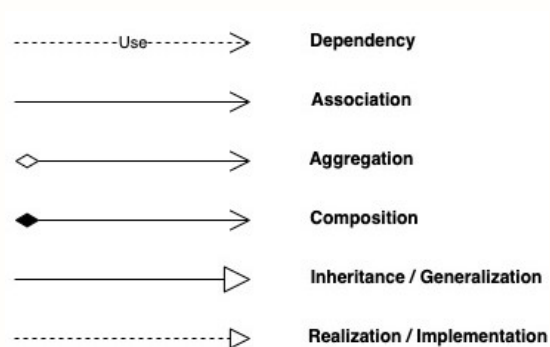 Use Dependency
Association
Aggregation
Composition
Inheritance / Generalization
Realization / Implementation